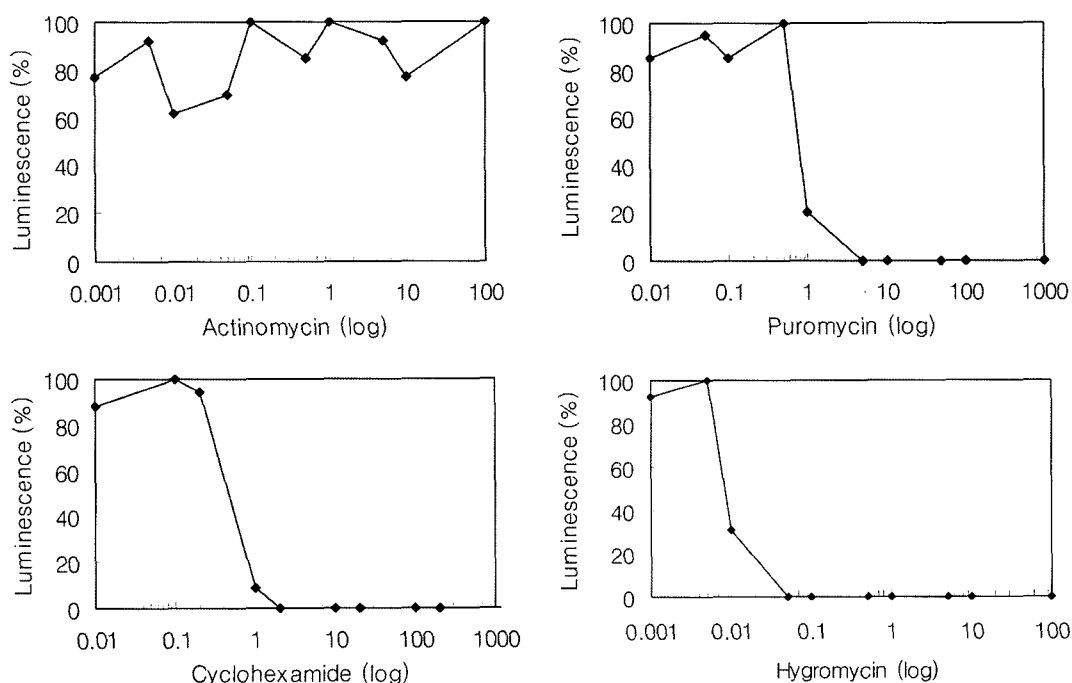 Luminescence (%)
100
80
60
40
20
0
0.001 0.01 0.1 1 10 100
Actinomycin (log)
Luminescence (%)
100
80
60
40
20
0
0.01 0.1 1 10 100 1000
Puromycin (log)
Luminescence (%)
100
80
60
40
20
0
0.01 0.1 1 10 100 1000
Cyclohexamide (log)
Luminescence (%)
100
80
60
40
20
0
0.001 0.01 0.1 1 10 100
Hygromycin (log)